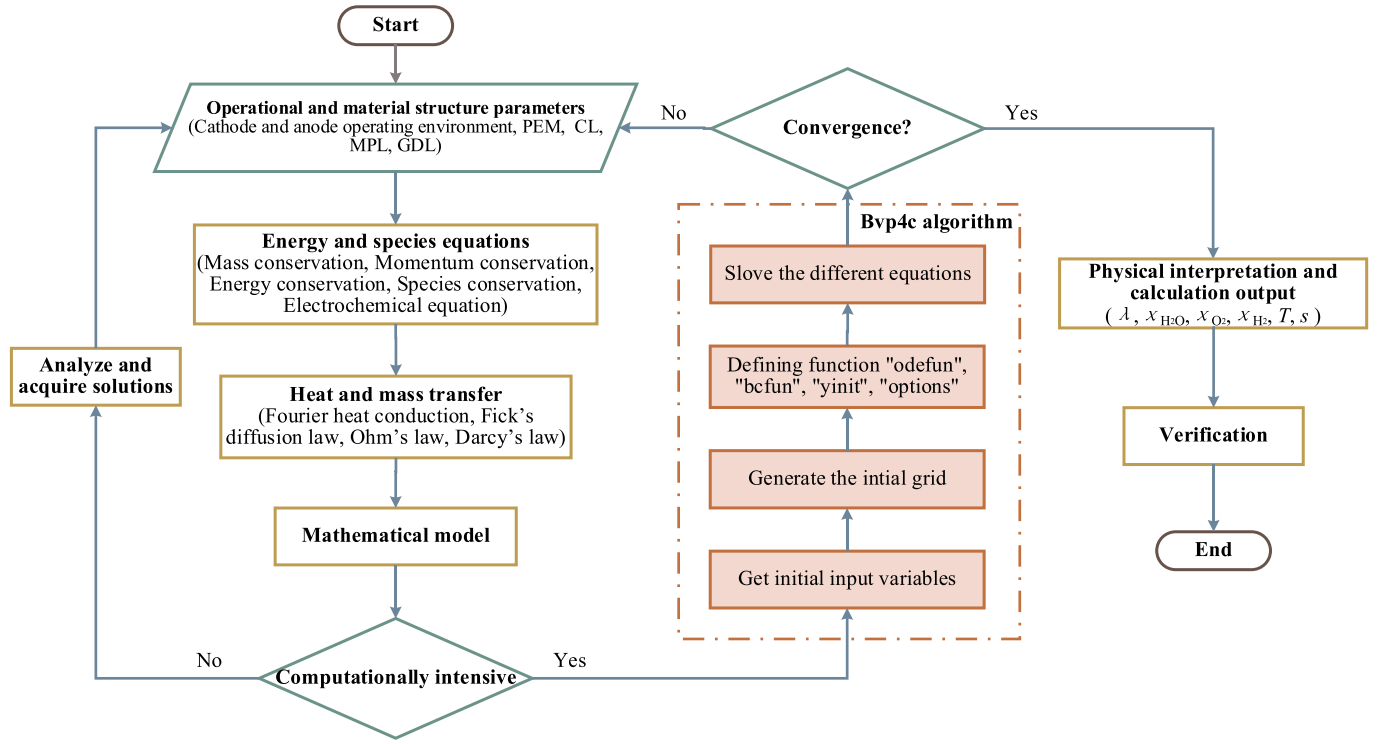 Start
Operational and material structure parameters
(Cathode and anode operating environment, PEM, CL,
MPL, GDL)
Energy and species equations
(Mass conservation, Momentum conservation,
Energy conservation, Species conservation,
Electrochemical equation)
Analyze and
acquire solutions
Heat and mass transfer
(Fourier heat conduction, Fick's
diffusion law, Ohm's law, Darcy's law)
Mathematical model
No
Computationally intensive
Yes
No
Convergence?
Yes
Bvp4c algorithm
Slove the different equations
Defining function "odefun",
"bcfun", "yinit", "options"
Generate the intial grid
Get initial input variables
Physical interpretation and
calculation output
( λ, x H2O, x O2, x H2, T, s )
Verification
End